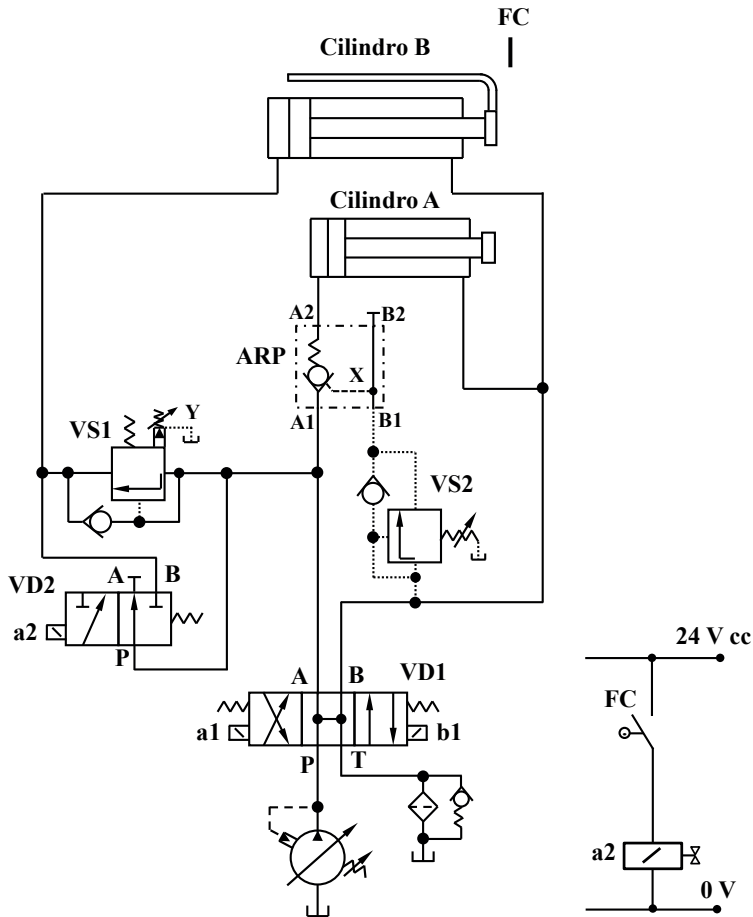 FC
Cilindro B
Cilindro A
A2
B2
ARP
X
A1
B1
VS1
Y
VS2
A
B
VD2
a2
P
A
B
VD1
a1
b1
P
T
24 V cc
FC
a2
0 V